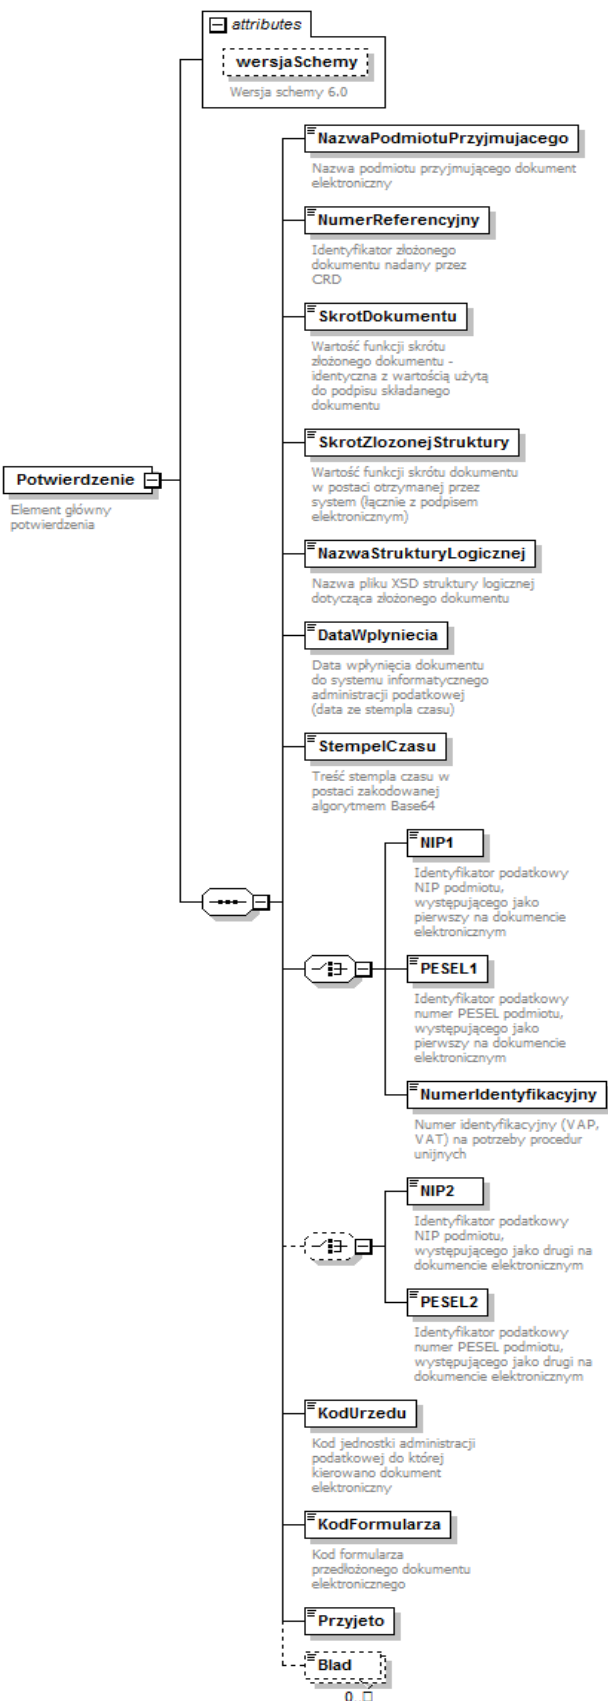 attributes
wersjaSchemy
Wersja schemy 6.0
NazwaPodmiotuPrzyjmujacego
Nazwa podmiotu przyjmującego dokument
elektroniczny
NumerReferencyjny
Identyfikator złożonego
dokumentu nadany przez
CRD
SkrotDokumentu
Wartość funkcji skrótu
złożonego dokumentu -
identyczna z wartością użytą
do podpisu składanego
dokumentu
SkrotZlozonejStruktury
Wartość funkcji skrótu dokumentu
w postaci otrzymanej przez
system (łącznie z podpisem
elektronicznym)
Potwierdzenie
Element główny
potwierdzenia
NazwaStrukturyLogicznej
Nazwa pliku XSD struktury logicznej
dotycząca złożonego dokumentu
DataWplyniecia
Data wpłynięcia dokumentu
do systemu informatycznego
administracji podatkowej
(data ze stempla czasu)
StempelCzasu
Treść stempla czasu w
postaci zakodowanej
algorytmem Base64
NIP1
Identyfikator podatkowy
NIP podmiotu,
występującego jako
pierwszy na dokumencie
elektronicznym
PESEL1
Identyfikator podatkowy
numer PESEL podmiotu,
występującego jako
pierwszy na dokumencie
elektronicznym
NumerIdentyfikacyjny
Numer identyfikacyjny (VAP,
VAT) na potrzeby procedur
unijnych
NIP2
Identyfikator podatkowy
NIP podmiotu,
występującego jako drugi na
dokumencie elektronicznym
PESEL2
Identyfikator podatkowy
numer PESEL podmiotu,
występującego jako drugi na
dokumencie elektronicznym
KodUrzedu
Kod jednostki administracji
podatkowej do której
kierowano dokument
elektroniczny
KodFormularza
Kod formularza
przedłożonego dokumentu
elektronicznego
Przyjeto
Blad